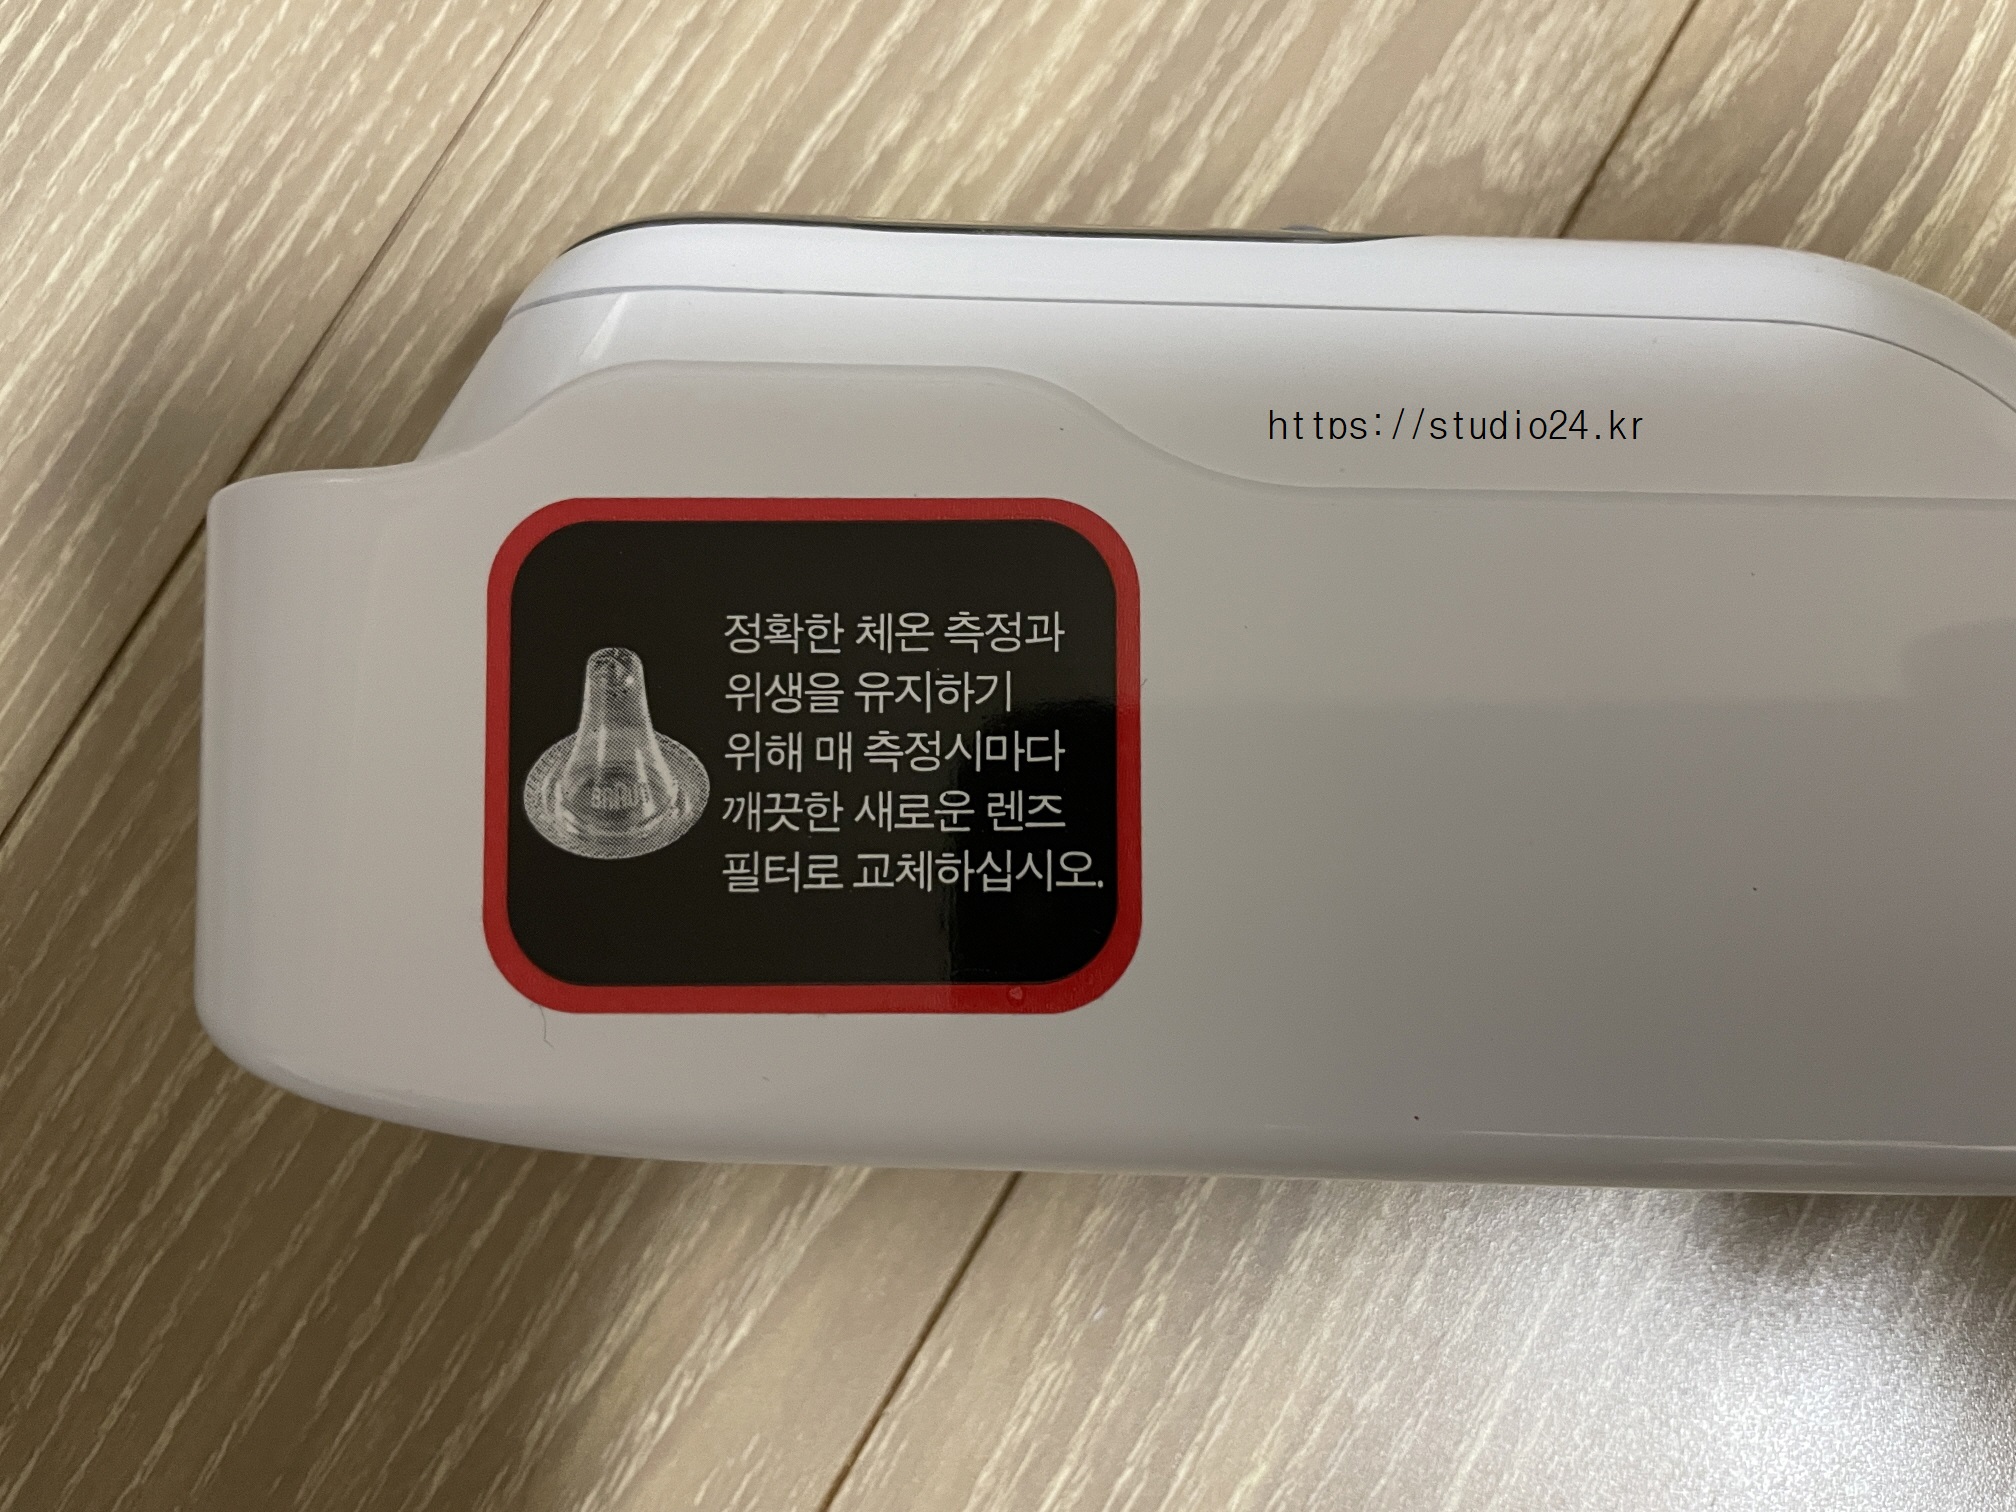 https://studio24.kr
정확한 체온 측정과
위생을 유지하기
위해 매 측정시마다
깨끗한 새로운 렌즈
필터로 교체하십시오.
BRAUN